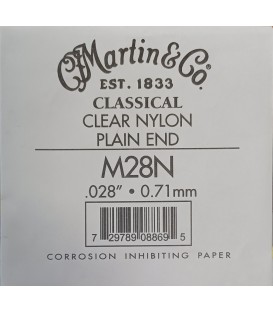 Martin & Co.
EST. 1833
CLASSICAL
CLEAR NYLON
PLAIN END
M28N
.028” • 0.71mm
7 29789 08869 5
CORROSION INHIBITING PAPER